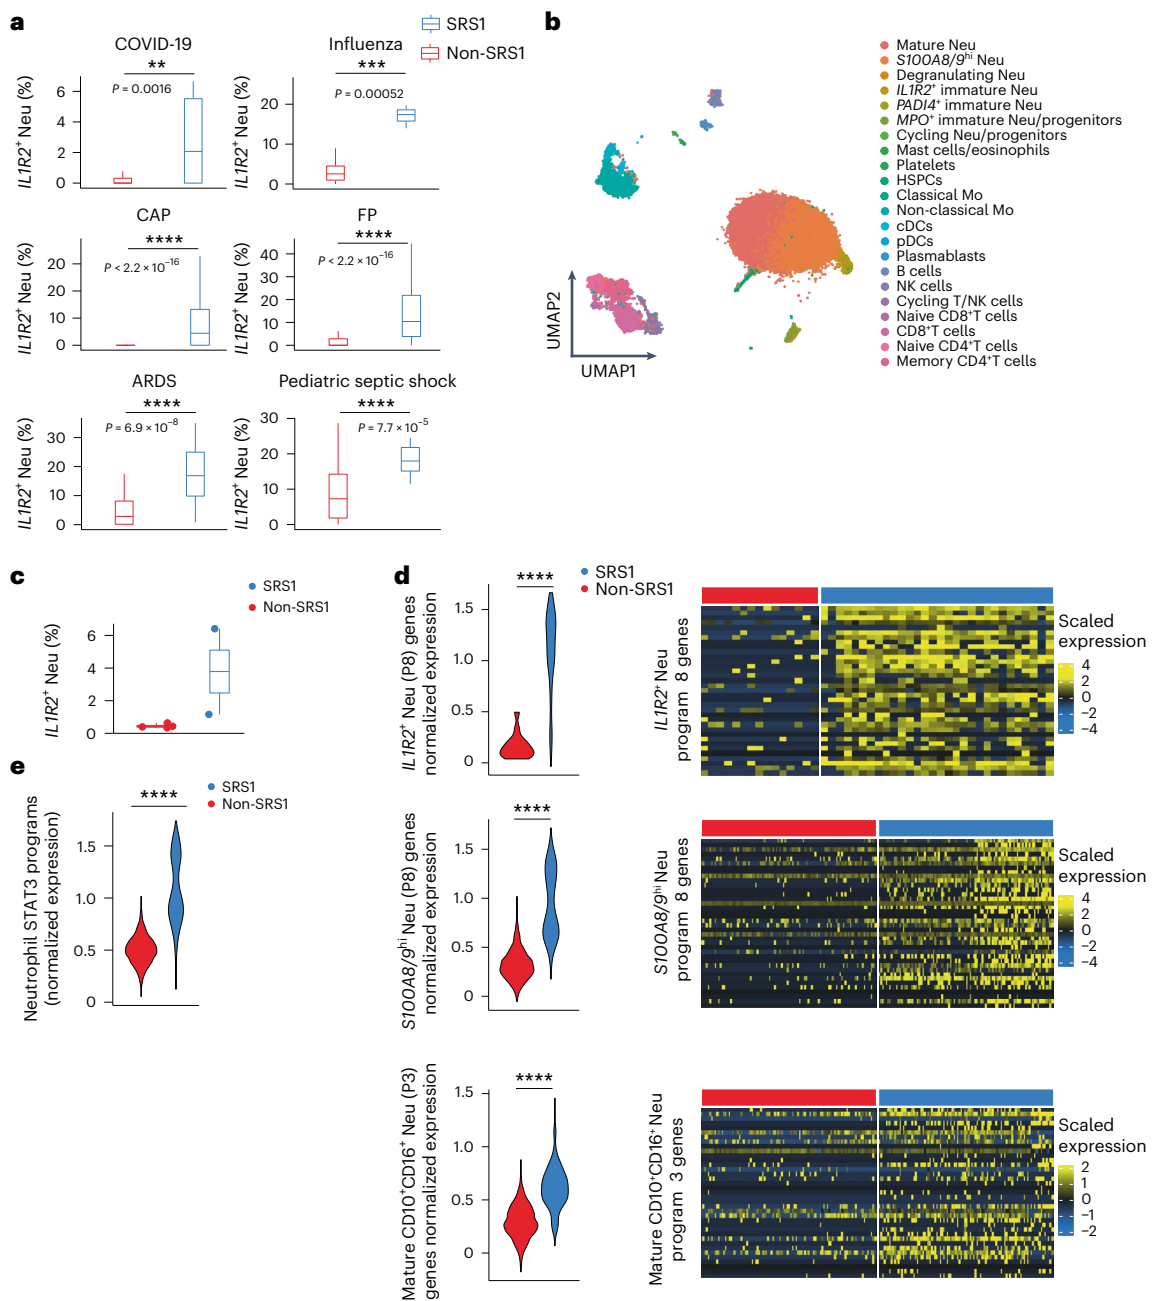 a
SRS1
Non-SRS1
COVID-19
**
P = 0.0016
IL1R2+ Neu (%)
6
4
2
0
Influenza
***
P = 0.00052
IL1R2+ Neu (%)
20
10
0
CAP
****
P < 2.2 × 10−16
IL1R2+ Neu (%)
20
20
10
0
FP
****
P < 2.2 × 10−16
IL1R2+ Neu (%)
40
30
20
10
0
ARDS
****
P = 6.9 × 10−8
IL1R2+ Neu (%)
30
20
10
0
Pediatric septic shock
****
P = 7.7 × 10−5
IL1R2+ Neu (%)
30
20
10
0
b
UMAP2
UMAP1
Mature Neu
S100A8/9hi Neu
Degranulating Neu
IL1R2+ immature Neu
PADI4+ immature Neu
MPO+ immature Neu/progenitors
Cycling Neu/progenitors
Mast cells/eosinophils
Platelets
HSPCs
Classical Mo
Non-classical Mo
cDCs
pDCs
Plasmablasts
B cells
NK cells
Cycling T/NK cells
Naive CD8+T cells
CD8+T cells
Naive CD4+T cells
Memory CD4+T cells
c
SRS1
Non-SRS1
IL1R2+ Neu (%)
6
4
2
0
d
SRS1
Non-SRS1
****
IL1R2+ Neu (P8) genes
normalized expression
1.5
1.0
0.5
0
IL1R2+ Neu
program 8 genes
Scaled
expression
4
2
0
−2
−4
****
S100A8/9hi Neu (P8) genes
normalized expression
1.5
1.0
0.5
0
S100A8/9hi Neu
program 8 genes
Scaled
expression
4
2
0
−2
−4
****
Mature CD10+CD16+ Neu (P3)
genes normalized expression
1.5
1.0
0.5
0
Mature CD10+CD16+ Neu
program 3 genes
Scaled
expression
2
1
0
−1
−2
e
SRS1
Non-SRS1
****
Neutrophil STAT3 programs
(normalized expression)
1.5
1.0
0.5
0